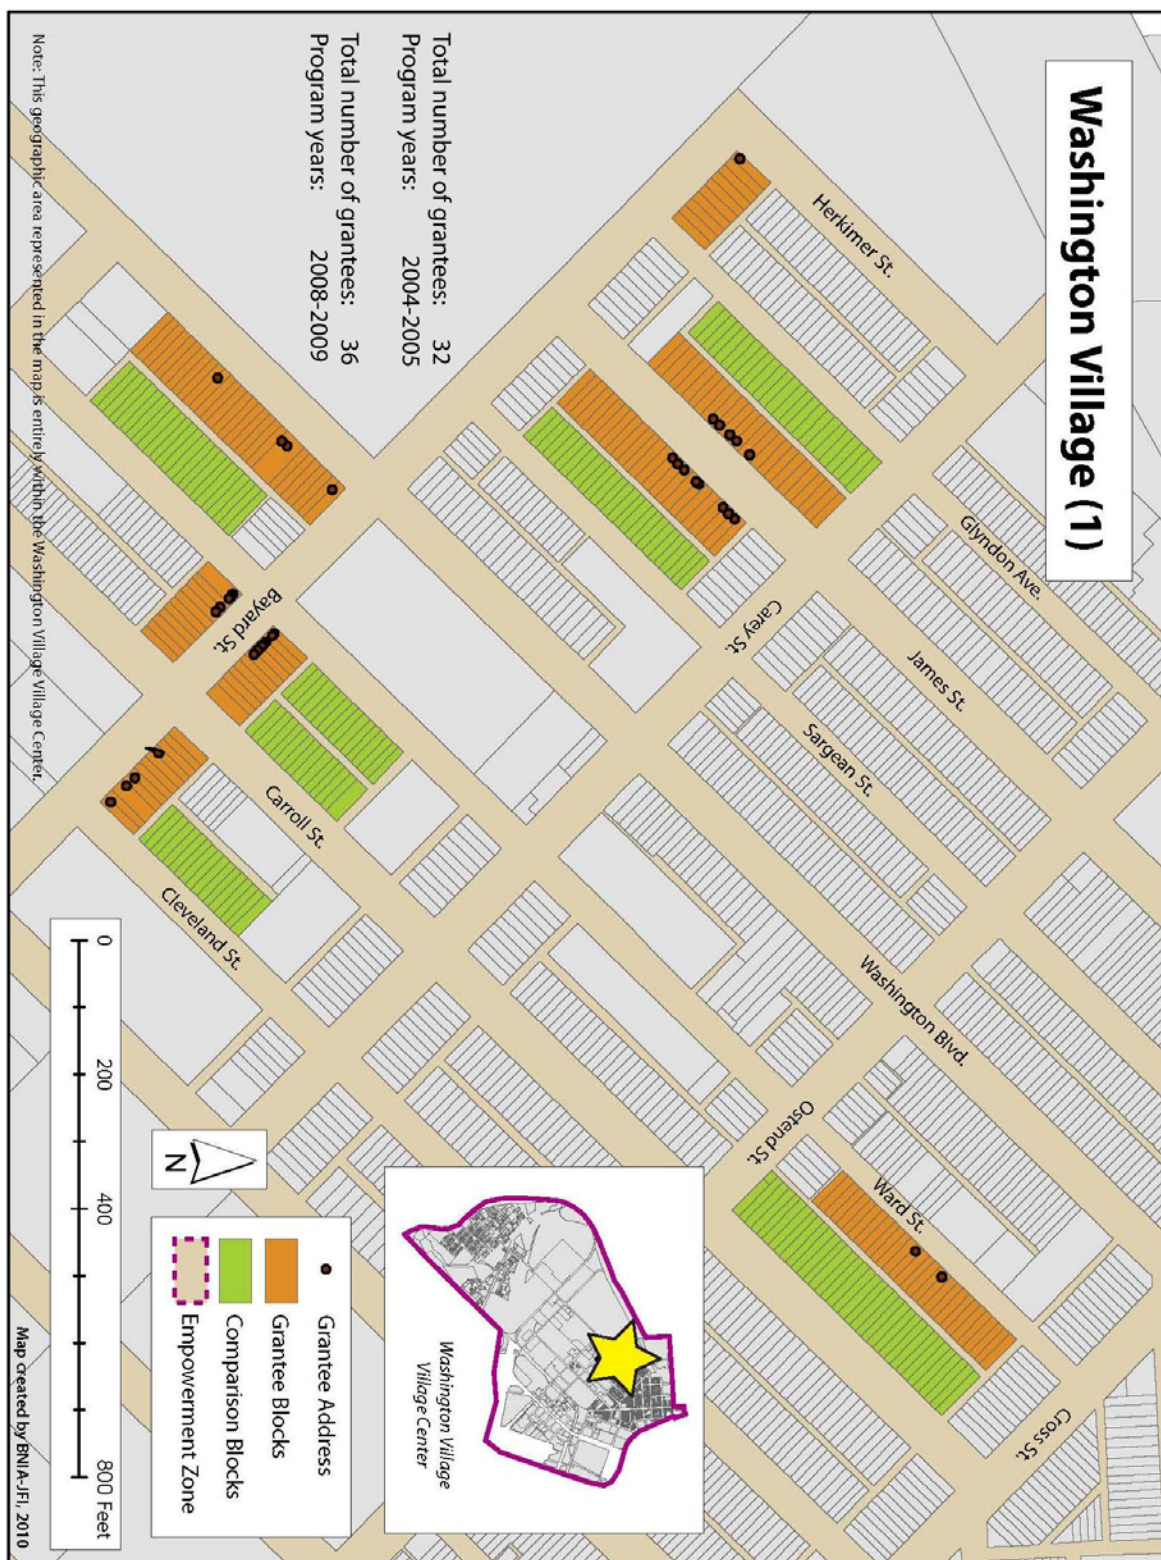 Washington Village (1)
Total number of grantees: 32
Program years: 2004-2005
Total number of grantees: 36
Program years: 2008-2009
Herkimer St.
Glyndon Ave.
James St.
Carey St.
Sargean St.
Washington Blvd.
Bayard St.
Carroll St.
Cleveland St.
Ostend St.
Ward St.
Cross St.
Washington Village
Village Center
N
Grantee Address
Grantee Blocks
Comparison Blocks
Empowerment Zone
0 200 400 800 Feet
Note: This geographic area represented in the map is entirely within the Washington Village Village Center.
Map created by BNIA-JFI, 2010